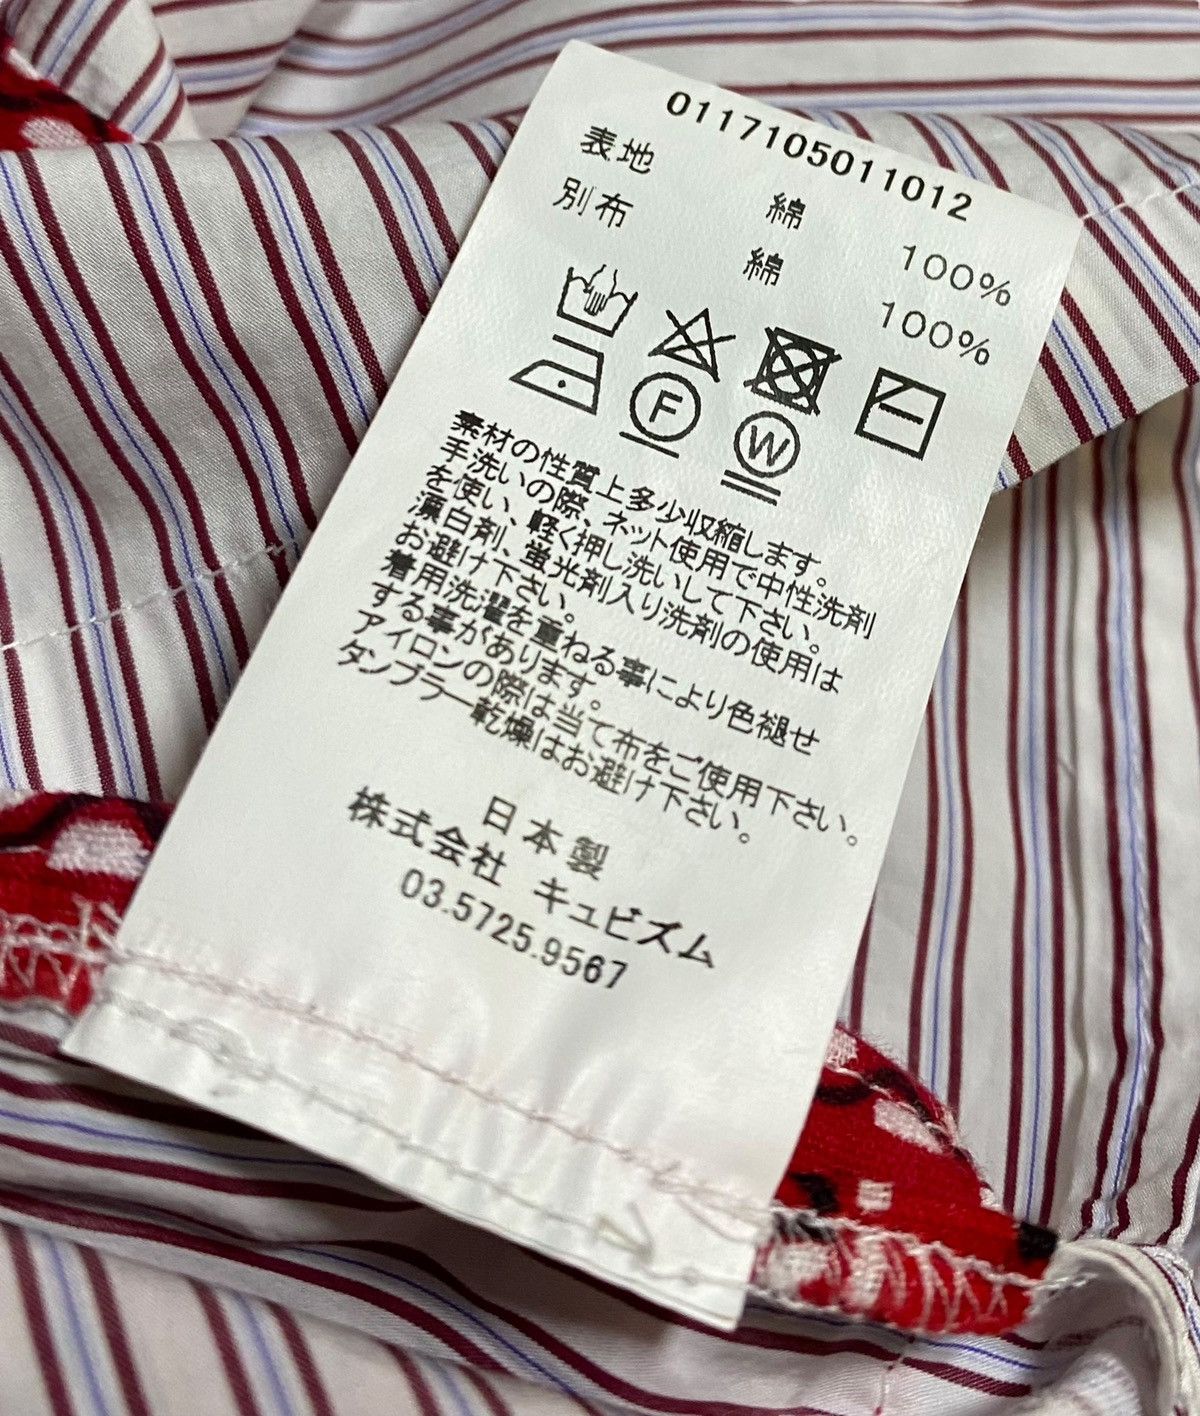 0117105011012
表地 綿 100%
別布 綿 100%
F W
素材の性質上多少収縮します。
手洗いの際、ネット使用で中性洗剤
を使い、軽く押し洗いして下さい。
漂白剤、蛍光剤入り洗剤の使用は
お避け下さい。
着用洗濯を重ねる事により色褪せ
する事があります。
アイロンの際は当て布をご使用下さい。
タンブラー乾燥はお避け下さい。
日本製
株式会社 キュビズム
03.5725.9567